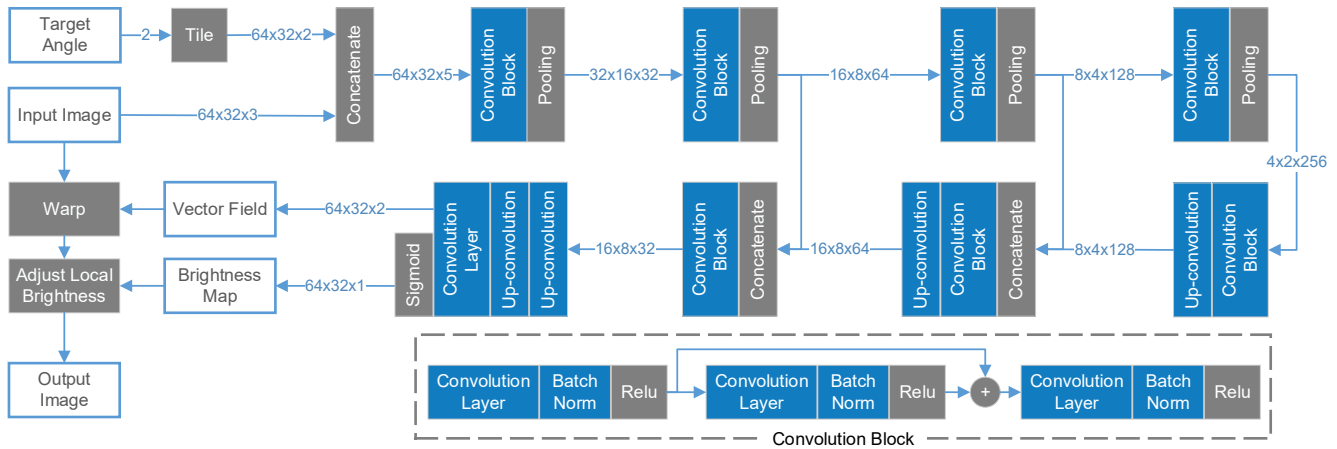 Target
Angle
2
Tile
64x32x2
Concatenate
64x32x5
Convolution
Block
Pooling
32x16x32
Convolution
Block
Pooling
16x8x64
Convolution
Block
Pooling
8x4x128
Convolution
Block
Pooling
Input Image
64x32x3
4x2x256
Warp
Vector Field
64x32x2
Sigmoid
Convolution
Layer
Up-convolution
Up-convolution
16x8x32
Convolution
Block
Concatenate
16x8x64
Up-convolution
Convolution
Block
Concatenate
8x4x128
Up-convolution
Convolution
Block
Adjust Local
Brightness
Brightness
Map
64x32x1
Output
Image
Convolution
Layer
Batch
Norm
Relu
Convolution
Layer
Batch
Norm
Relu
+
Convolution
Layer
Batch
Norm
Relu
Convolution Block